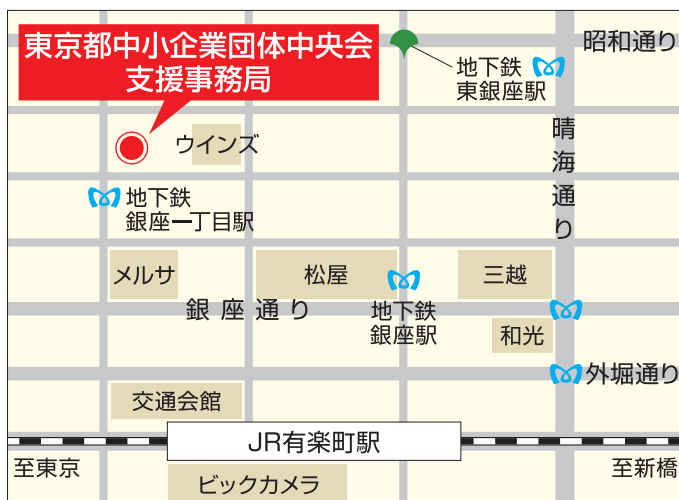 東京都中小企業団体中央会
支援事務局
昭和通り
地下鉄
東銀座駅
晴海通り
ウインズ
地下鉄
銀座一丁目駅
メルサ
松屋
三越
銀座通り
地下鉄
銀座駅
和光
外堀通り
交通会館
JR有楽町駅
至東京
至新橋
ビックカメラ